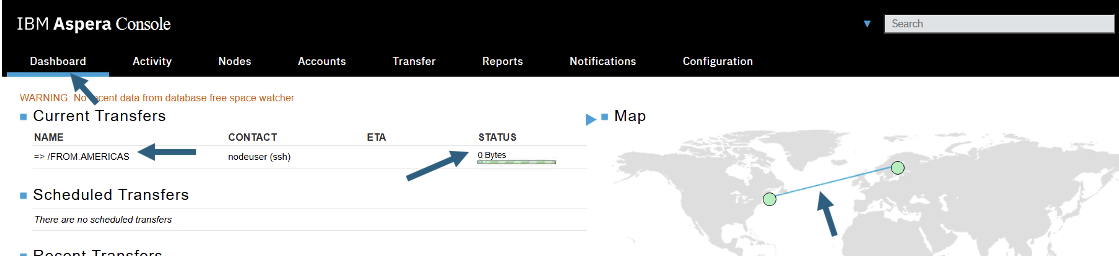 IBM Aspera Console
Search
Dashboard Activity Nodes Accounts Transfer Reports Notifications Configuration
WARNING: No recent data from database free space watcher
Current Transfers
NAME CONTACT ETA STATUS
=> /FROM.AMERICAS nodeuser (ssh) 0 Bytes
Scheduled Transfers
There are no scheduled transfers
Recent Transfers
Map